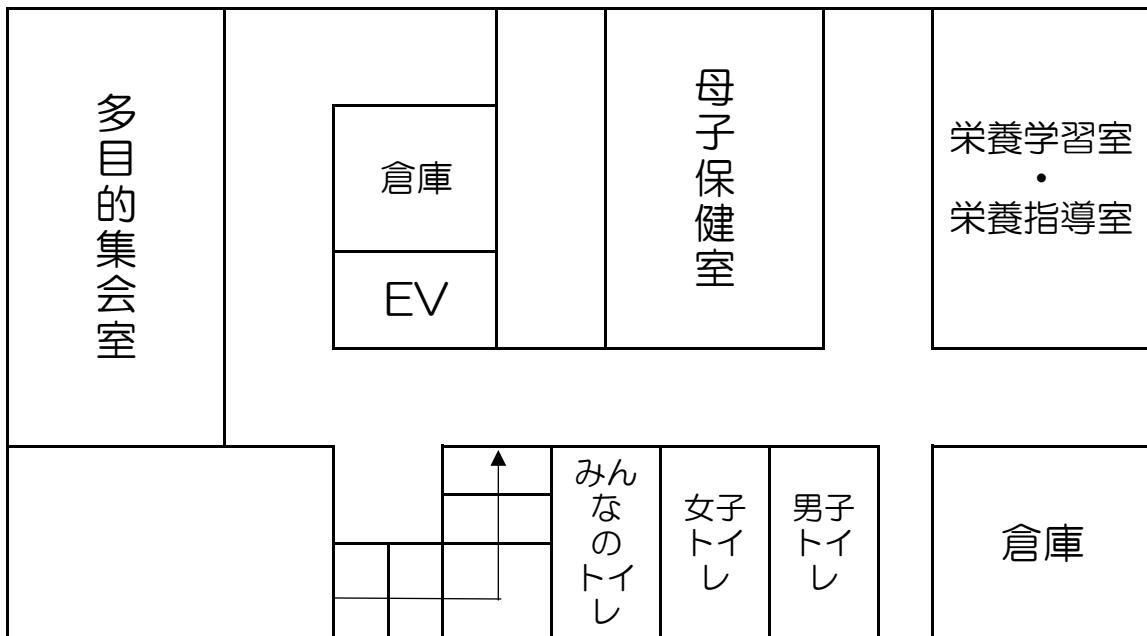 多目的集会室
倉庫
EV
母子保健室
栄養学習室
・
栄養指導室
みん
な
の
トイ
レ
女子
トイ
レ
男子
トイ
レ
倉庫